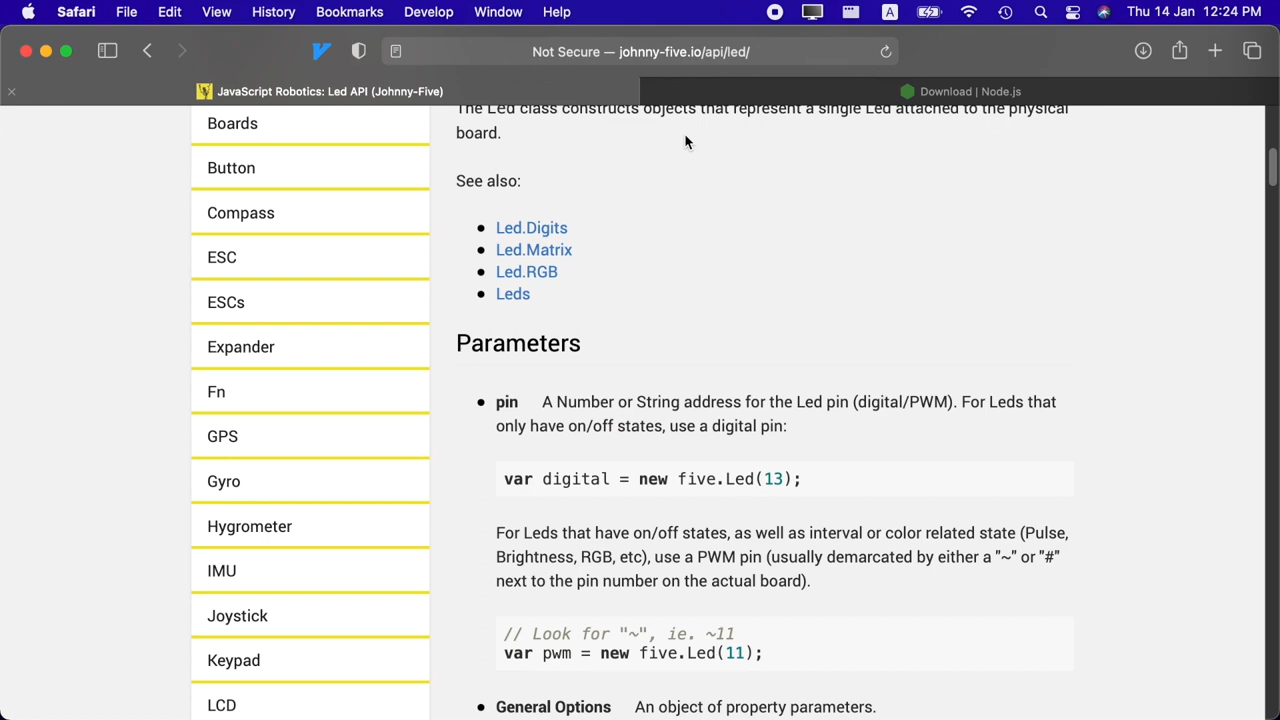 Safari File Edit View History Bookmarks Develop Window Help A Thu 14 Jan 12:24 PM
Not Secure — johnny-five.io/api/led/
JavaScript Robotics: Led API (Johnny-Five)
Download | Node.js
Boards
Button
Compass
ESC
ESCs
Expander
Fn
GPS
Gyro
Hygrometer
IMU
Joystick
Keypad
LCD
The Led class constructs objects that represent a single Led attached to the physical
board.
See also:
Led.Digits
Led.Matrix
Led.RGB
Leds
Parameters
pin A Number or String address for the Led pin (digital/PWM). For Leds that
only have on/off states, use a digital pin:
var digital = new five.Led(13);
For Leds that have on/off states, as well as interval or color related state (Pulse,
Brightness, RGB, etc), use a PWM pin (usually demarcated by either a "~" or "#"
next to the pin number on the actual board).
// Look for "~", ie. ~11
var pwm = new five.Led(11);
General Options An object of property parameters.